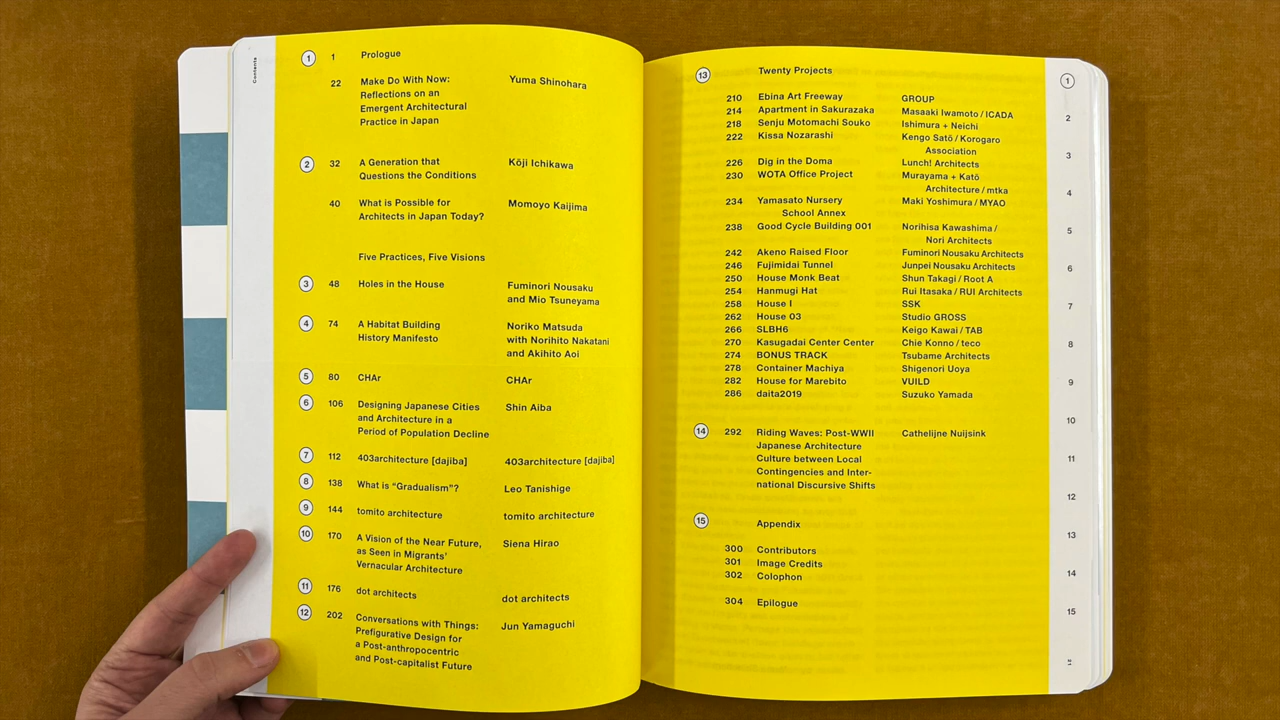 Contents
1 1 Prologue
22 Make Do With Now: Yuma Shinohara
Reflections on an
Emergent Architectural
Practice in Japan
2 32 A Generation that Kōji Ichikawa
Questions the Conditions
40 What is Possible for Momoyo Kaijima
Architects in Japan Today?
Five Practices, Five Visions
3 48 Holes in the House Fuminori Nousaku
and Mio Tsuneyama
4 74 A Habitat Building Noriko Matsuda
History Manifesto with Norihito Nakatani
and Akihito Aoi
5 80 CHAr CHAr
6 106 Designing Japanese Cities Shin Aiba
and Architecture in a
Period of Population Decline
7 112 403architecture [dajiba] 403architecture [dajiba]
8 138 What is “Gradualism”? Leo Tanishige
9 144 tomito architecture tomito architecture
10 170 A Vision of the Near Future, Siena Hirao
as Seen in Migrants’
Vernacular Architecture
11 176 dot architects dot architects
12 202 Conversations with Things: Jun Yamaguchi
Prefigurative Design for
a Post-anthropocentric
and Post-capitalist Future
13 Twenty Projects
210 Ebina Art Freeway GROUP
214 Apartment in Sakurazaka Masaaki Iwamoto / ICADA
218 Senju Motomachi Souko Ishimura + Neichi
222 Kissa Nozarashi Kengo Satō / Korogaro
Association
226 Dig in the Doma Lunch! Architects
230 WOTA Office Project Murayama + Katō
Architecture / mtka
234 Yamasato Nursery Maki Yoshimura / MYAO
School Annex
238 Good Cycle Building 001 Norihisa Kawashima /
Nori Architects
242 Akeno Raised Floor Fuminori Nousaku Architects
246 Fujimidai Tunnel Junpei Nousaku Architects
250 House Monk Beat Shun Takagi / Root A
254 Hanmugi Hat Rui Itasaka / RUI Architects
258 House I SSK
262 House 03 Studio GROSS
266 SLBH6 Keigo Kawai / TAB
270 Kasugadai Center Center Chie Konno / teco
274 BONUS TRACK Tsubame Architects
278 Container Machiya Shigenori Uoya
282 House for Marebito VUILD
286 daita2019 Suzuko Yamada
14 292 Riding Waves: Post-WWII Cathelijne Nuijsink
Japanese Architecture
Culture between Local
Contingencies and Inter-
national Discursive Shifts
15 Appendix
300 Contributors
301 Image Credits
302 Colophon
304 Epilogue
1
2
3
4
5
6
7
8
9
10
11
12
13
14
15